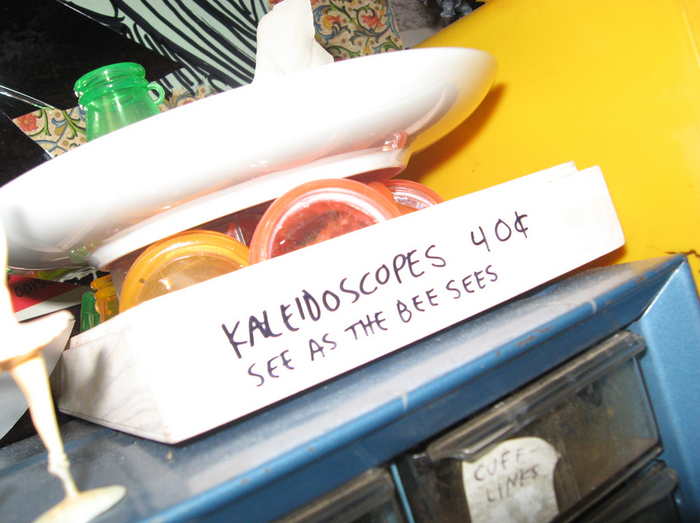 KALEIDOSCOPES 40¢
SEE AS THE BEE SEES
CUFF-
LINKS